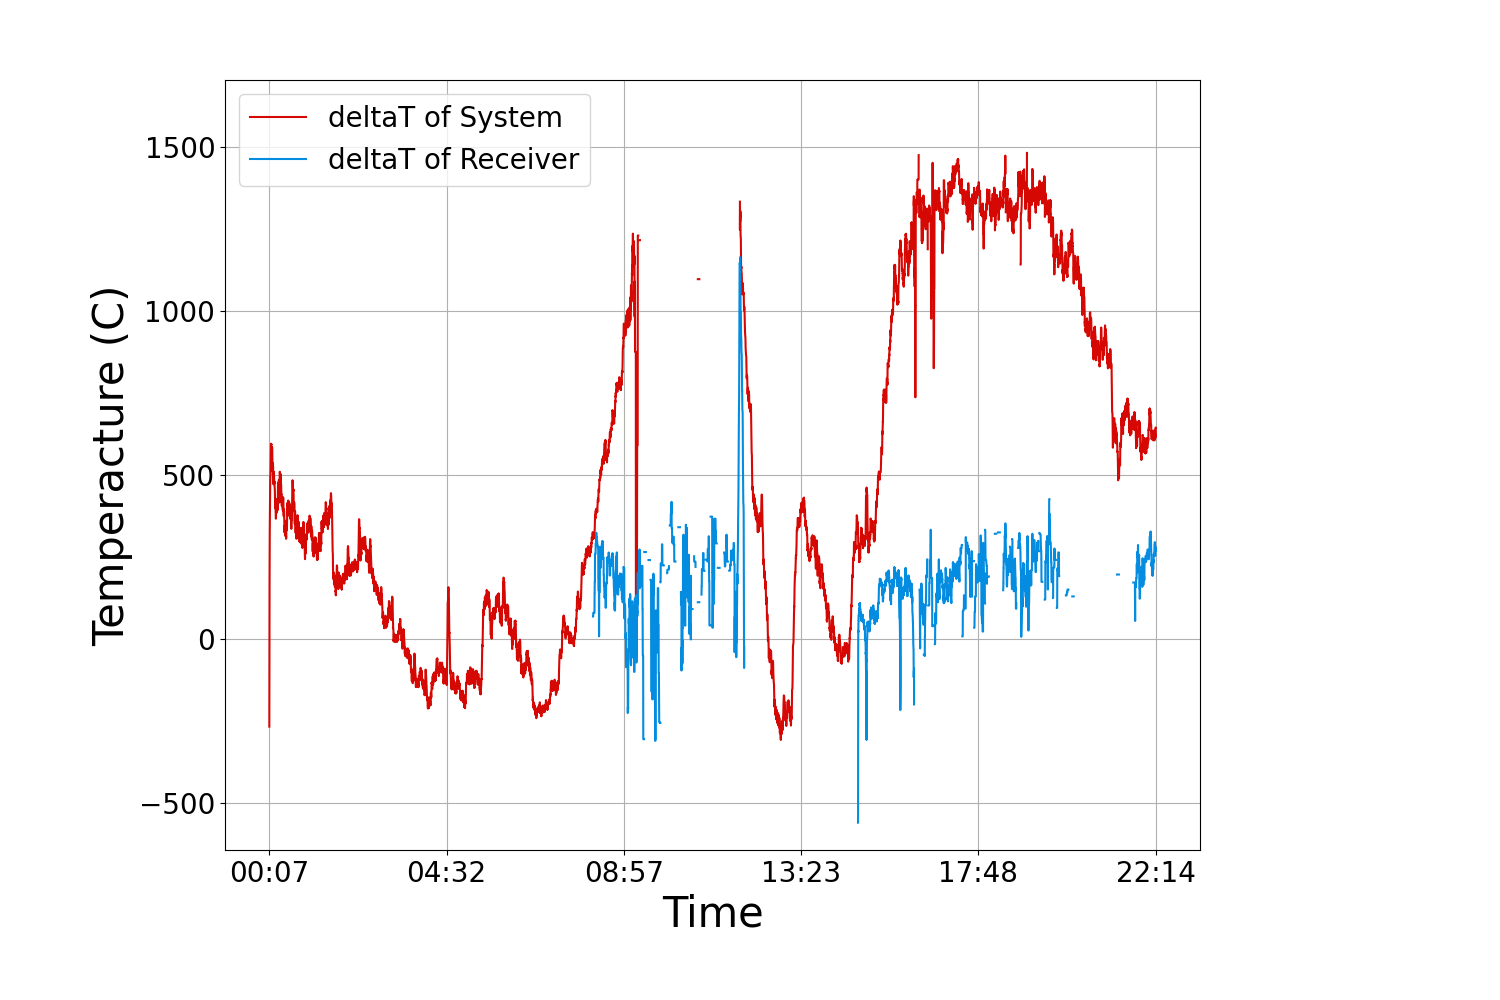 deltaT of System
deltaT of Receiver
1500
1000
500
0
−500
Temperacture (C)
00:07 04:32 08:57 13:23 17:48 22:14
Time